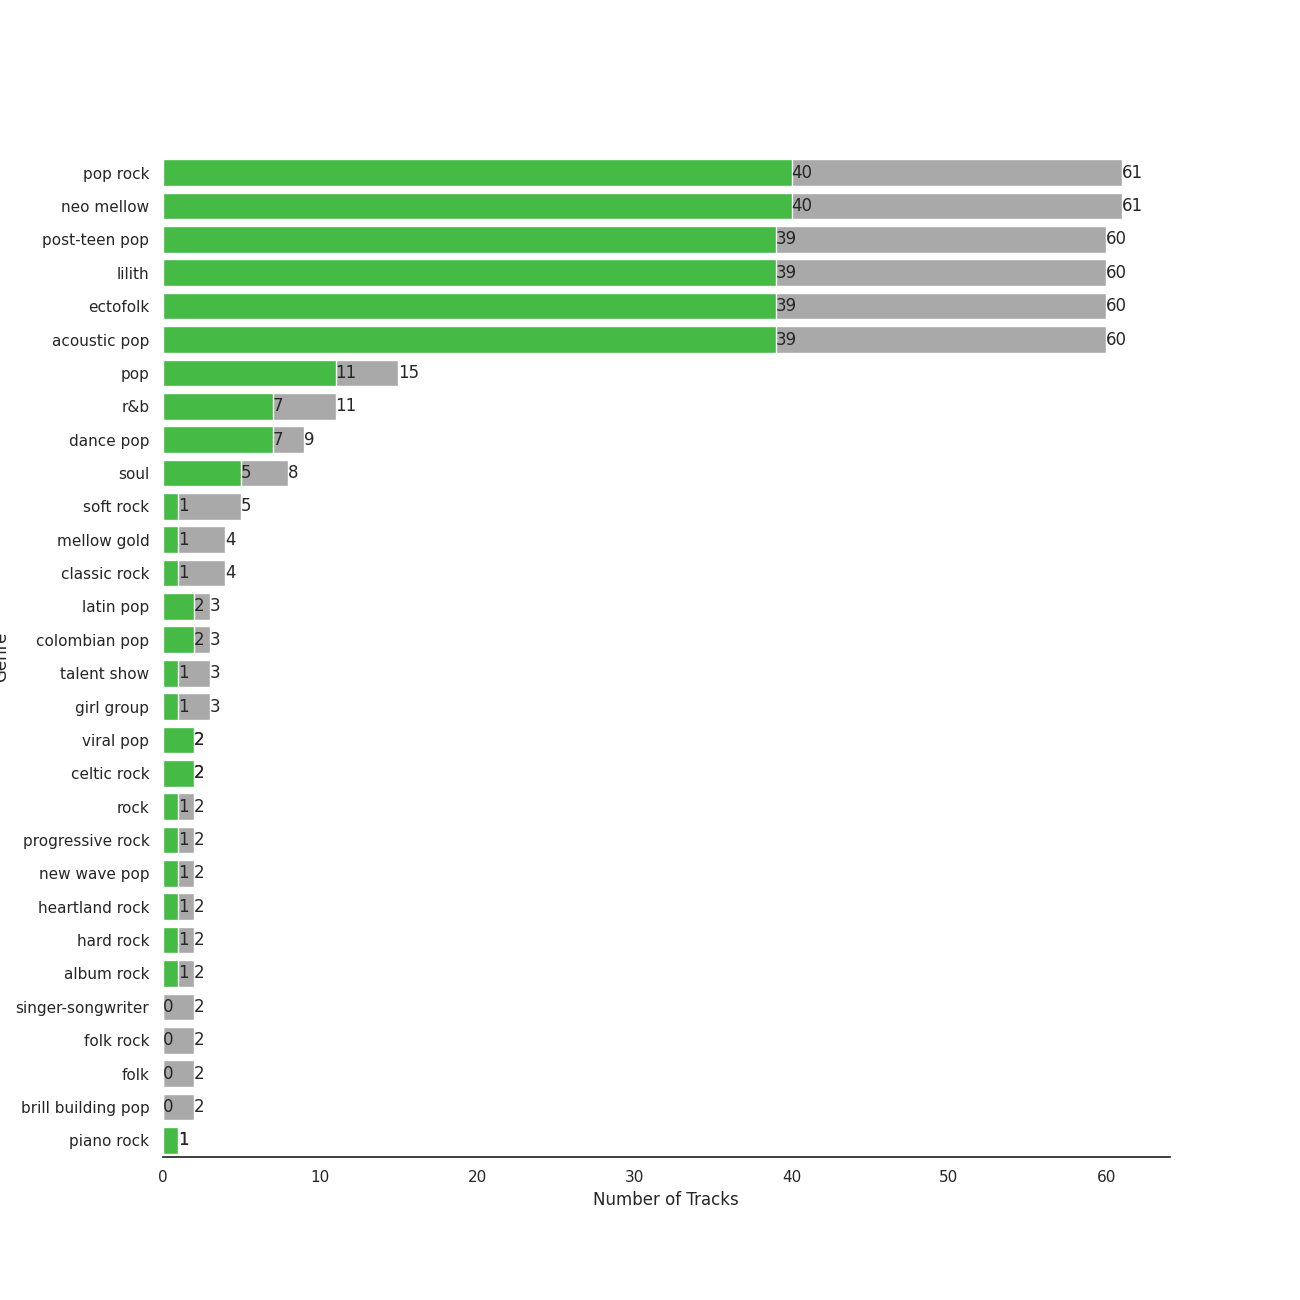 pop rock 40 61
neo mellow 40 61
post-teen pop 39 60
lilith 39 60
ectofolk 39 60
acoustic pop 39 60
pop 11 15
r&b 7 11
dance pop 7 9
soul 5 8
soft rock 1 5
mellow gold 1 4
classic rock 1 4
latin pop 2 3
colombian pop 2 3
talent show 1 3
girl group 1 3
viral pop 2
celtic rock 2
rock 1 2
progressive rock 1 2
new wave pop 1 2
heartland rock 1 2
hard rock 1 2
album rock 1 2
singer-songwriter 0 2
folk rock 0 2
folk 0 2
brill building pop 0 2
piano rock 1
0 10 20 30 40 50 60
Number of Tracks
Genre